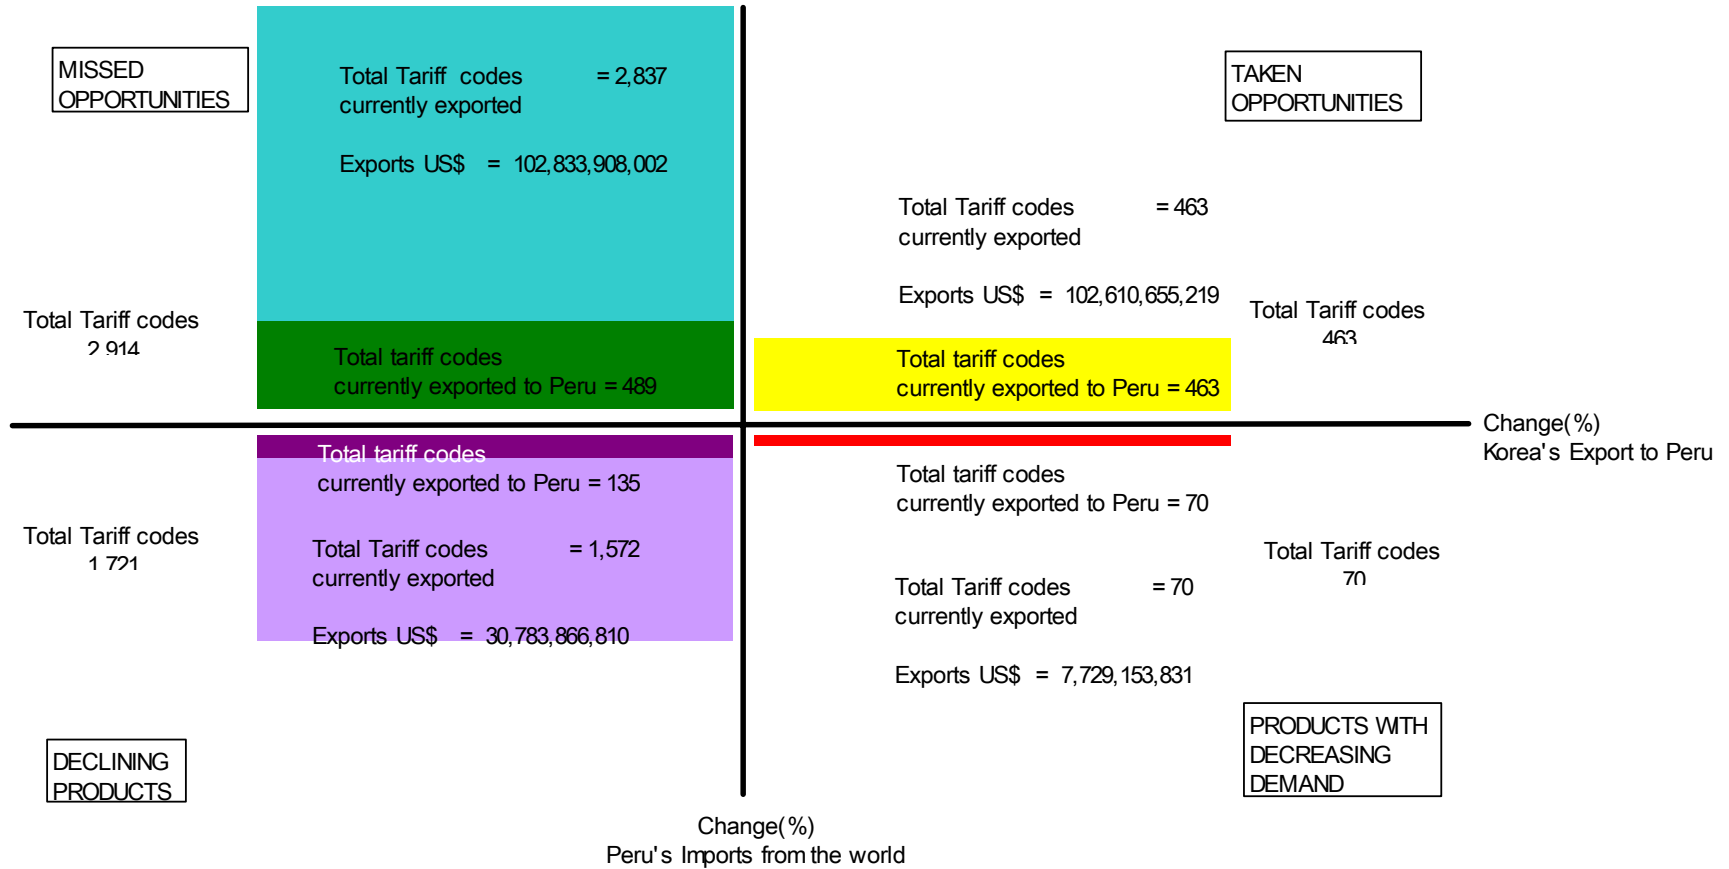 MISSED
OPPORTUNITIES
Total Tariff codes = 2,837
currently exported
Exports US$ = 102,833,908,002
TAKEN
OPPORTUNITIES
Total Tariff codes = 463
currently exported
Exports US$ = 102,610,655,219
Total Tariff codes
2,914
Total Tariff codes
463
Total tariff codes
currently exported to Peru = 489
Total tariff codes
currently exported to Peru = 463
Change(%)
Korea's Export to Peru
Total tariff codes
currently exported to Peru = 135
Total tariff codes
currently exported to Peru = 70
Total Tariff codes
1,721
Total Tariff codes = 1,572
currently exported
Exports US$ = 30,783,866,810
Total Tariff codes = 70
currently exported
Exports US$ = 7,729,153,831
Total Tariff codes
70
DECLINING
PRODUCTS
PRODUCTS WITH
DECREASING
DEMAND
Change(%)
Peru's Imports from the world